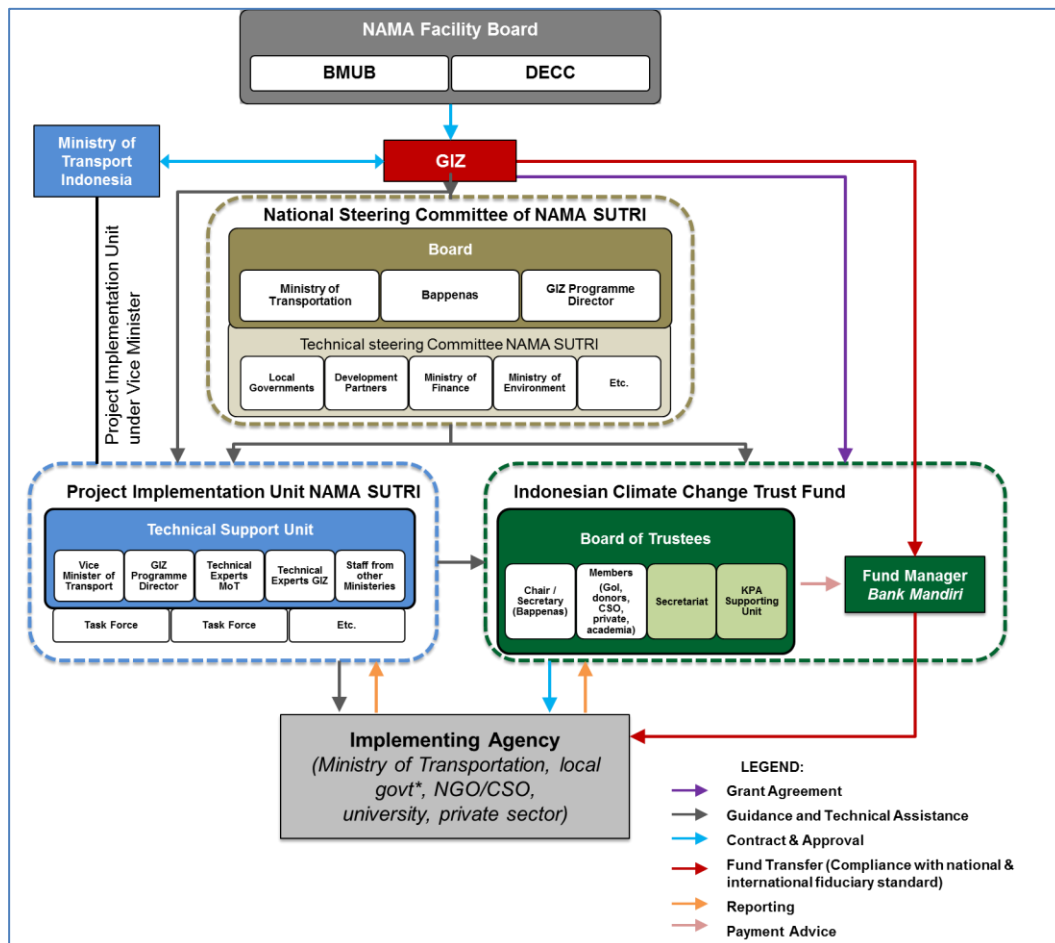 NAMA Facility Board
BMUB
DECC
Ministry of
Transport
Indonesia
GIZ
National Steering Committee of NAMA SUTRI
Board
Ministry of
Transportation
Bappenas
GIZ Programme
Director
Technical steering Committee NAMA SUTRI
Local
Governments
Development
Partners
Ministry of
Finance
Ministry of
Environment
Etc.
Project Implementation Unit
under Vice Minister
Project Implementation Unit NAMA SUTRI
Technical Support Unit
Vice
Minister of
Transport
GIZ
Programme
Director
Technical
Experts
MoT
Technical
Experts GIZ
Staff from
other
Ministeries
Task Force
Task Force
Etc.
Indonesian Climate Change Trust Fund
Board of Trustees
Chair /
Secretary
(Bappenas)
Members
(GoI,
donors,
CSO,
private,
academia)
Secretariat
KPA
Supporting
Unit
Fund Manager
Bank Mandiri
Implementing Agency
(Ministry of Transportation, local
govt*, NGO/CSO,
university, private sector)
LEGEND:
Grant Agreement
Guidance and Technical Assistance
Contract & Approval
Fund Transfer (Compliance with national &
international fiduciary standard)
Reporting
Payment Advice